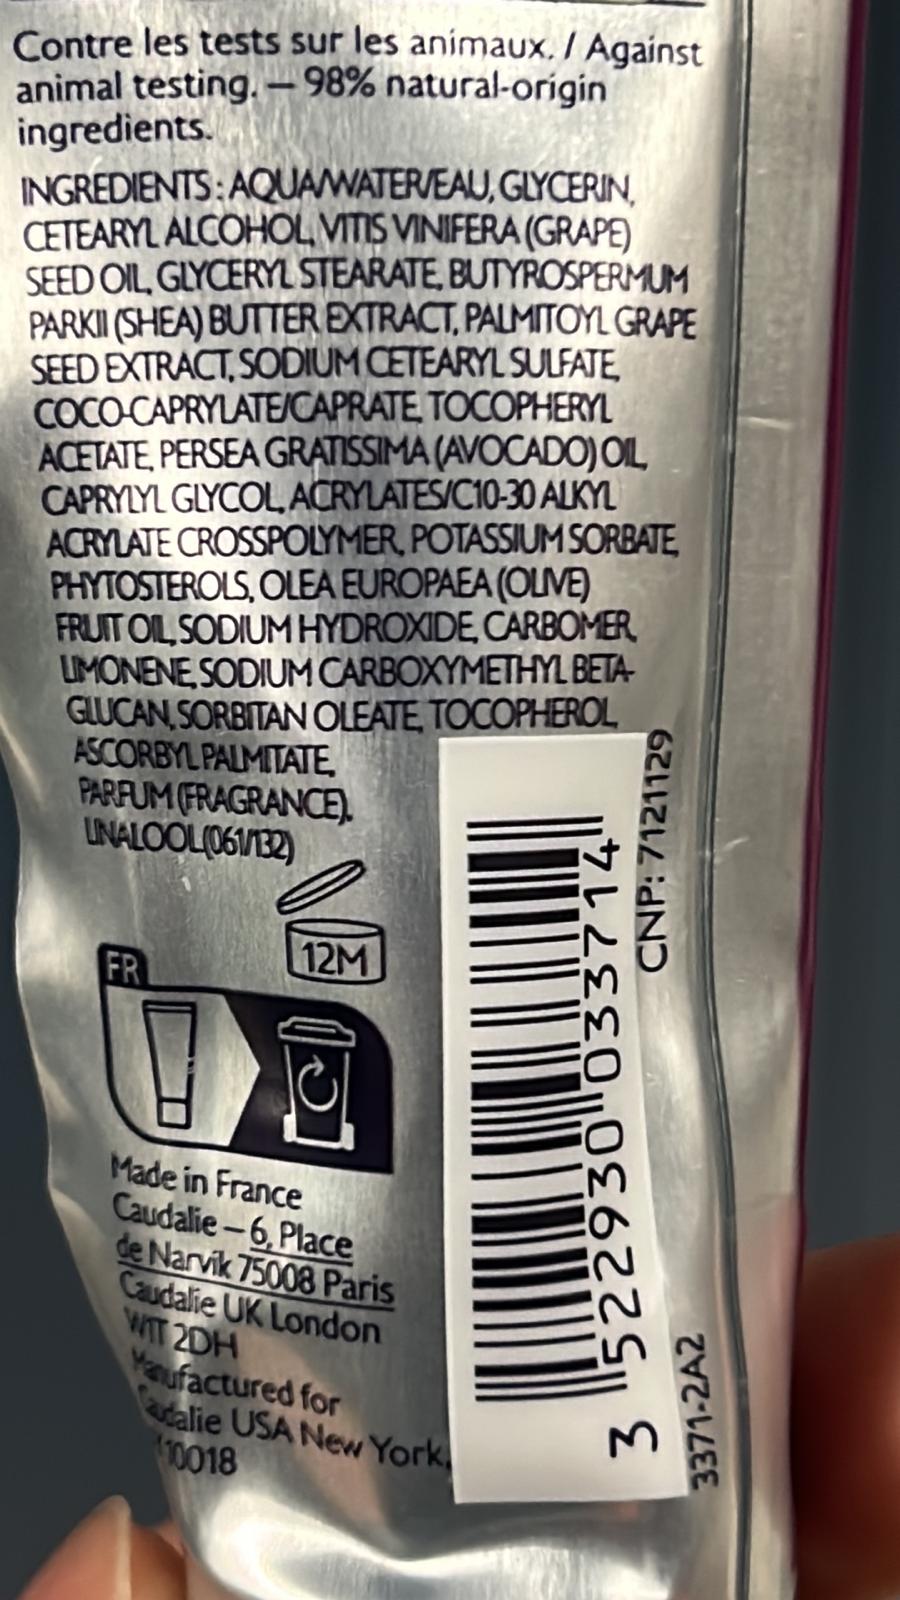 Contre les tests sur les animaux. / Against
animal testing. — 98% natural-origin
ingredients.
INGREDIENTS : AQUA/WATER/EAU, GLYCERIN,
CETEARYL ALCOHOL, VITIS VINIFERA (GRAPE)
SEED OIL, GLYCERYL STEARATE, BUTYROSPERMUM
PARKII (SHEA) BUTTER EXTRACT, PALMITOYL GRAPE
SEED EXTRACT, SODIUM CETEARYL SULFATE,
COCO-CAPRYLATE/CAPRATE, TOCOPHERYL
ACETATE, PERSEA GRATISSIMA (AVOCADO) OIL,
CAPRYLYL GLYCOL, ACRYLATES/C10-30 ALKYL
ACRYLATE CROSSPOLYMER, POTASSIUM SORBATE,
PHYTOSTEROLS, OLEA EUROPAEA (OLIVE)
FRUIT OIL, SODIUM HYDROXIDE, CARBOMER,
LIMONENE, SODIUM CARBOXYMETHYL BETA-
GLUCAN, SORBITAN OLEATE, TOCOPHEROL,
ASCORBYL PALMITATE,
PARFUM (FRAGRANCE),
LINALOOL (061/132)
12M
FR
Made in France
Caudalie – 6, Place
de Narvik 75008 Paris
Caudalie UK London
W1T 2DH
Manufactured for
Caudalie USA New York,
10018
3 522930 033714
CNP: 7121129
3371-2A2